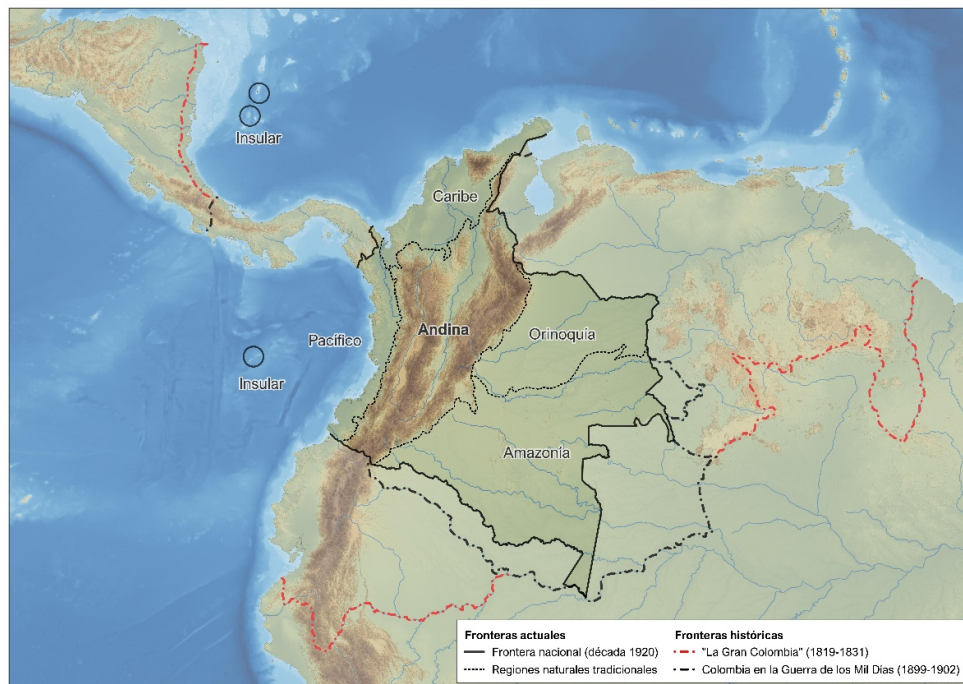 Insular
Caribe
Andina
Orinoquía
Pacífico
Insular
Amazonía
Fronteras actuales
Frontera nacional (década 1920)
Regiones naturales tradicionales
Fronteras históricas
"La Gran Colombia" (1819-1831)
Colombia en la Guerra de los Mil Días (1899-1902)